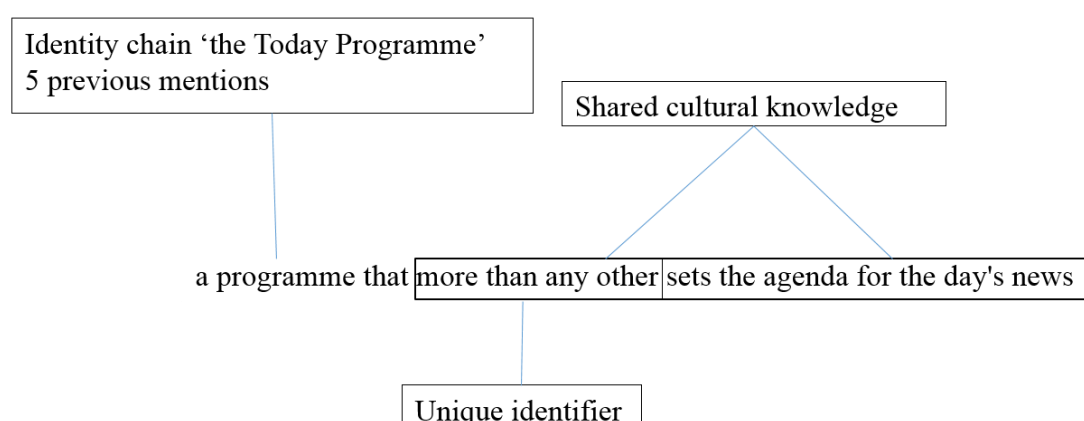 Identity chain ‘the Today Programme’
5 previous mentions
Shared cultural knowledge
a programme that more than any other sets the agenda for the day's news
Unique identifier